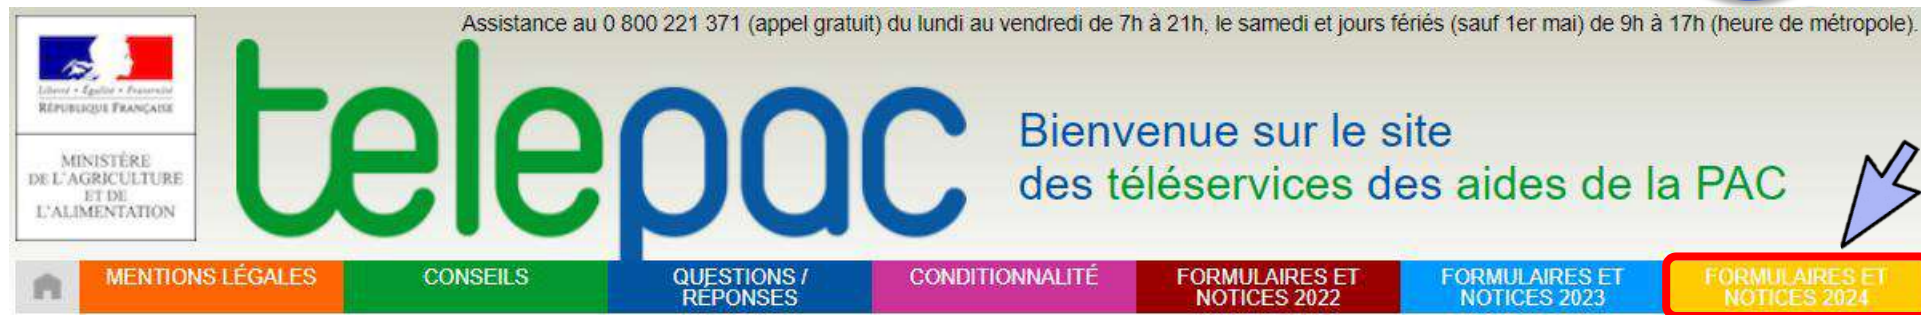 Assistance au 0 800 221 371 (appel gratuit) du lundi au vendredi de 7h à 21h, le samedi et jours fériés (sauf 1er mai) de 9h à 17h (heure de métropole).
Liberté • Égalité • Fraternité
RÉPUBLIQUE FRANÇAISE
MINISTÈRE
DE L'AGRICULTURE
ET DE
L'ALIMENTATION
telepac
Bienvenue sur le site
des téléservices des aides de la PAC
MENTIONS LÉGALES
CONSEILS
QUESTIONS /
RÉPONSES
CONDITIONNALITÉ
FORMULAIRES ET
NOTICES 2022
FORMULAIRES ET
NOTICES 2023
FORMULAIRES ET
NOTICES 2024